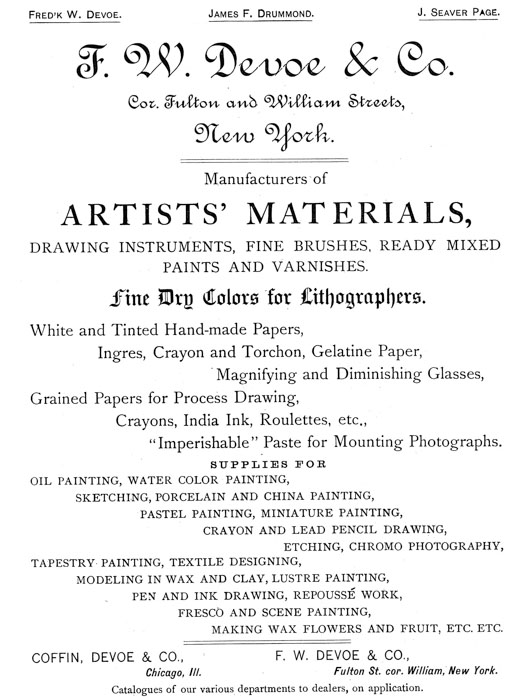 FRED'K W. DEVOE. JAMES F. DRUMMOND. J. SEAVER PAGE.
F. W. Devoe & Co.
Cor. Fulton and William Streets,
New York.
Manufacturers of
ARTISTS' MATERIALS,
DRAWING INSTRUMENTS, FINE BRUSHES, READY MIXED
PAINTS AND VARNISHES.
Fine Dry Colors for Lithographers.
White and Tinted Hand-made Papers,
Ingres, Crayon and Torchon, Gelatine Paper,
Magnifying and Diminishing Glasses,
Grained Papers for Process Drawing,
Crayons, India Ink, Roulettes, etc.,
"Imperishable" Paste for Mounting Photographs.
SUPPLIES FOR
OIL PAINTING, WATER COLOR PAINTING,
SKETCHING, PORCELAIN AND CHINA PAINTING,
PASTEL PAINTING, MINIATURE PAINTING,
CRAYON AND LEAD PENCIL DRAWING,
ETCHING, CHROMO PHOTOGRAPHY,
TAPESTRY PAINTING, TEXTILE DESIGNING,
MODELING IN WAX AND CLAY, LUSTRE PAINTING,
PEN AND INK DRAWING, REPOUSSÉ WORK,
FRESCO AND SCENE PAINTING,
MAKING WAX FLOWERS AND FRUIT, ETC. ETC.
COFFIN, DEVOE & CO., F. W. DEVOE & CO.,
Chicago, Ill. Fulton St. cor. William, New York.
Catalogues of our various departments to dealers, on application.